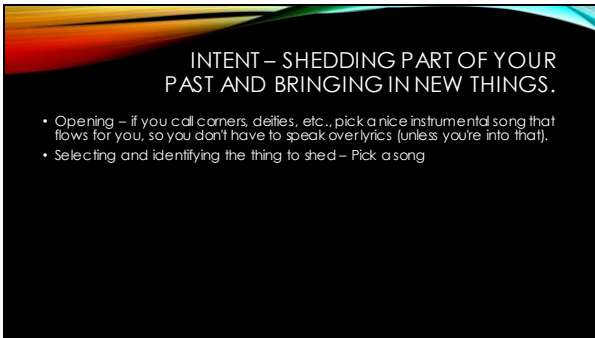 INTENT – SHEDDING PART OF YOUR
PAST AND BRINGING IN NEW THINGS.
• Opening – if you call corners, deities, etc., pick a nice instrumental song that
flows for you, so you don't have to speak over lyrics (unless you're into that).
• Selecting and identifying the thing to shed – Pick a song